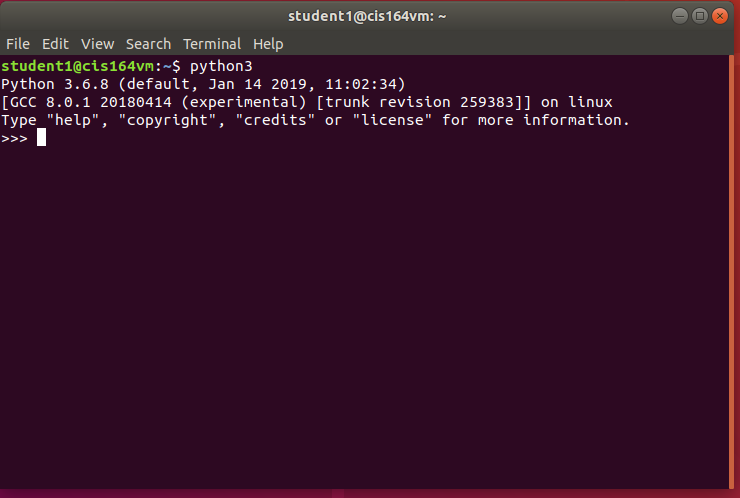 student1@cis164vm: ~
File Edit View Search Terminal Help
student1@cis164vm:~$ python3
Python 3.6.8 (default, Jan 14 2019, 11:02:34)
[GCC 8.0.1 20180414 (experimental) [trunk revision 259383]] on linux
Type "help", "copyright", "credits" or "license" for more information.
>>>